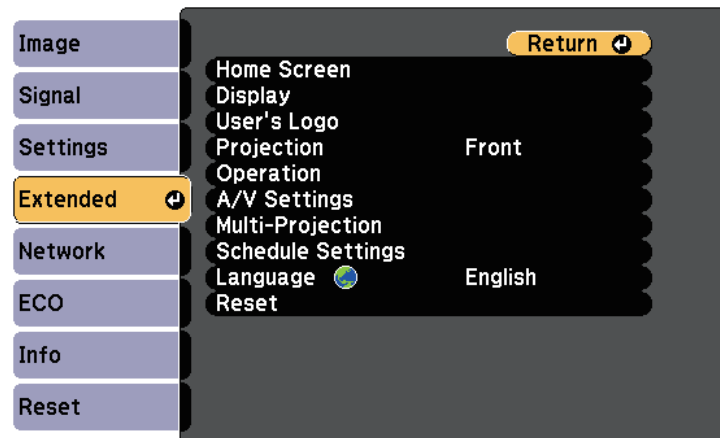 Image
Signal
Settings
Extended
Network
ECO
Info
Reset
Return
Home Screen
Display
User's Logo
Projection Front
Operation
A/V Settings
Multi-Projection
Schedule Settings
Language English
Reset